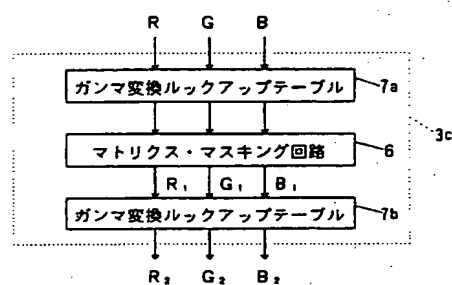 R G B
ガンマ変換ルックアップテーブル 7a
マトリクス・マスキング回路 6
3c
R₁ G₁ B₁
ガンマ変換ルックアップテーブル 7b
R₂ G₂ B₂